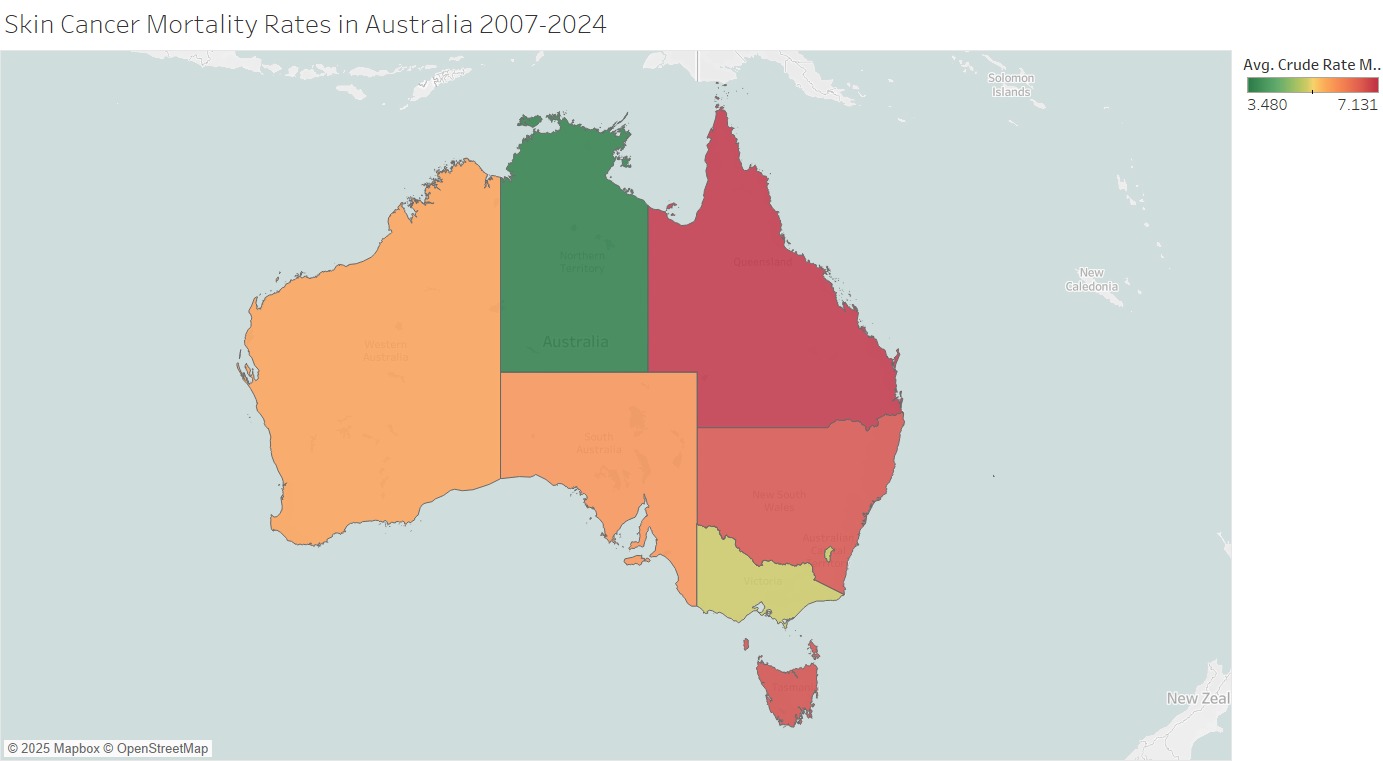 Skin Cancer Mortality Rates in Australia 2007-2024
Avg. Crude Rate M..
3.480 7.131
Solomon
Islands
New
Caledonia
Northern
Territory
Queensland
Australia
Western
Australia
South
Australia
New South
Wales
Australian
Victoria
New Zeal
© 2025 Mapbox © OpenStreetMap